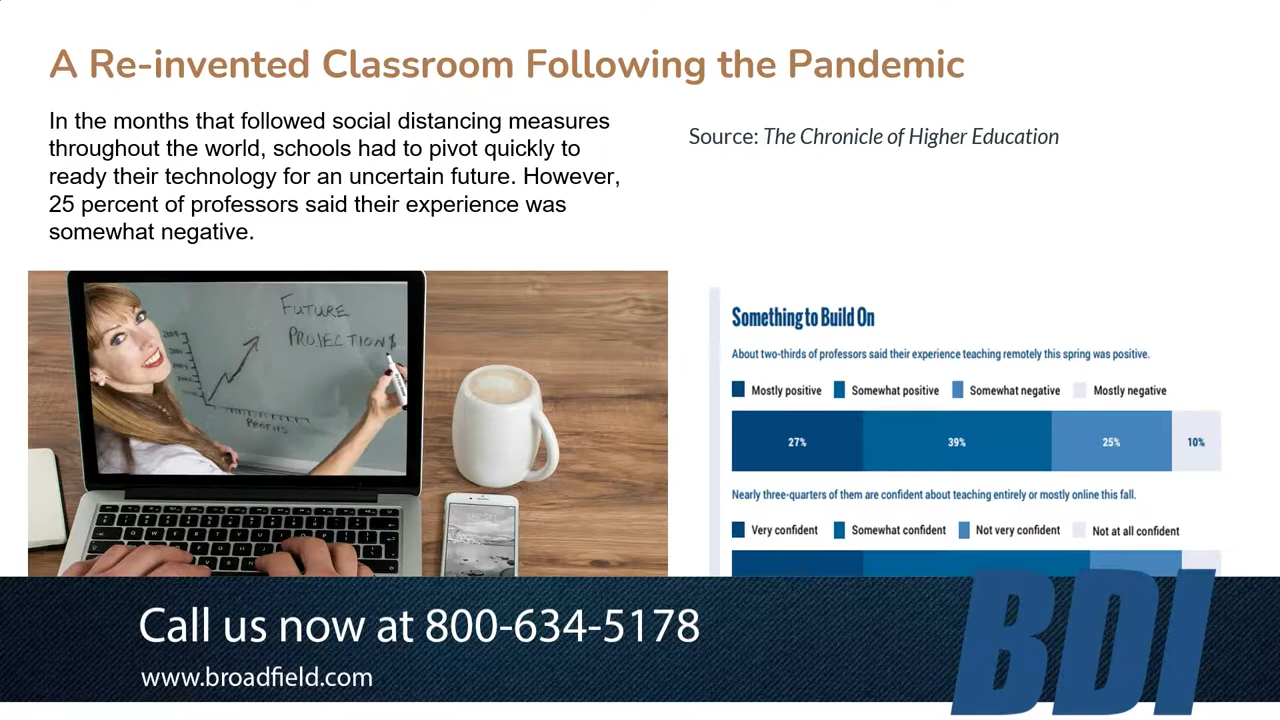 A Re-invented Classroom Following the Pandemic
In the months that followed social distancing measures
throughout the world, schools had to pivot quickly to
ready their technology for an uncertain future. However,
25 percent of professors said their experience was
somewhat negative.
Source: The Chronicle of Higher Education
FUTURE
PROJECTION$
PROFITS
Something to Build On
About two-thirds of professors said their experience teaching remotely this spring was positive.
Mostly positive Somewhat positive Somewhat negative Mostly negative
27% 39% 25% 10%
Nearly three-quarters of them are confident about teaching entirely or mostly online this fall.
Very confident Somewhat confident Not very confident Not at all confident
Call us now at 800-634-5178
www.broadfield.com
BDI